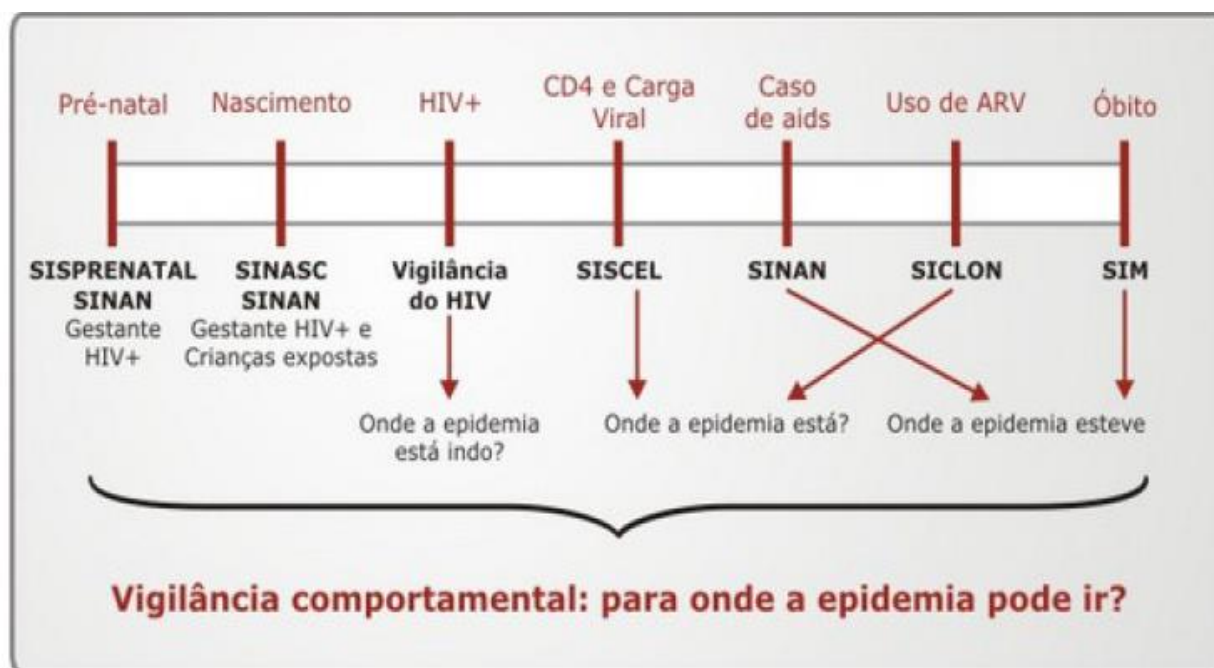 Pré-natal
Nascimento
HIV+
CD4 e Carga
Viral
Caso
de aids
Uso de ARV
Óbito
SISPRENATAL
SINAN
Gestante
HIV+
SINASC
SINAN
Gestante HIV+ e
Crianças expostas
Vigilância
do HIV
SISCEL
SINAN
SICLON
SIM
Onde a epidemia
está indo?
Onde a epidemia está?
Onde a epidemia esteve
Vigilância comportamental: para onde a epidemia pode ir?